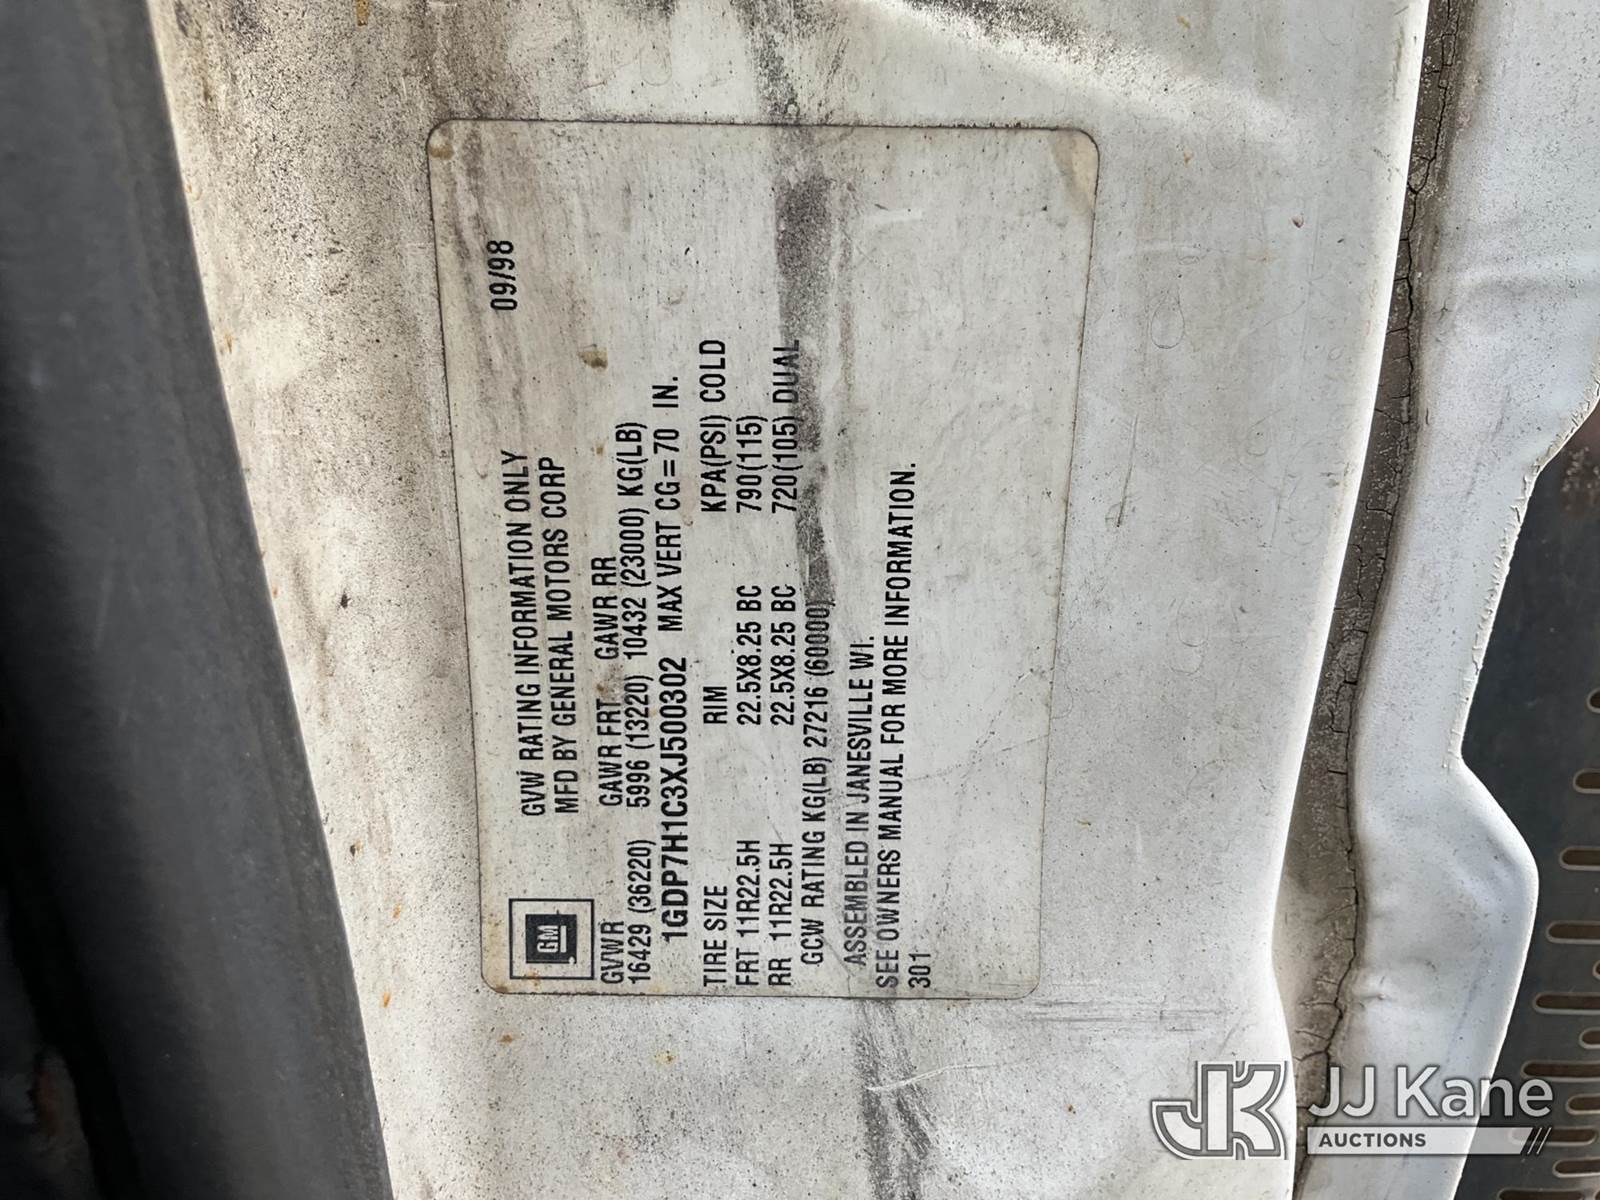 09/98
GM
GVW RATING INFORMATION ONLY
MFD BY GENERAL MOTORS CORP
GVWR GAWR FRT GAWR RR
16429 (36220) 5996 (13220) 10432 (23000) KG(LB)
1GDP7H1C3XJ500302 MAX VERT CG=70 IN.
TIRE SIZE RIM KPA(PSI) COLD
FRT 11R22.5H 22.5X8.25 BC 790(115)
RR 11R22.5H 22.5X8.25 BC 720(105) DUAL
GCW RATING KG(LB) 27216 (60000)
ASSEMBLED IN JANESVILLE WI.
SEE OWNERS MANUAL FOR MORE INFORMATION.
301
JK JJ Kane
AUCTIONS